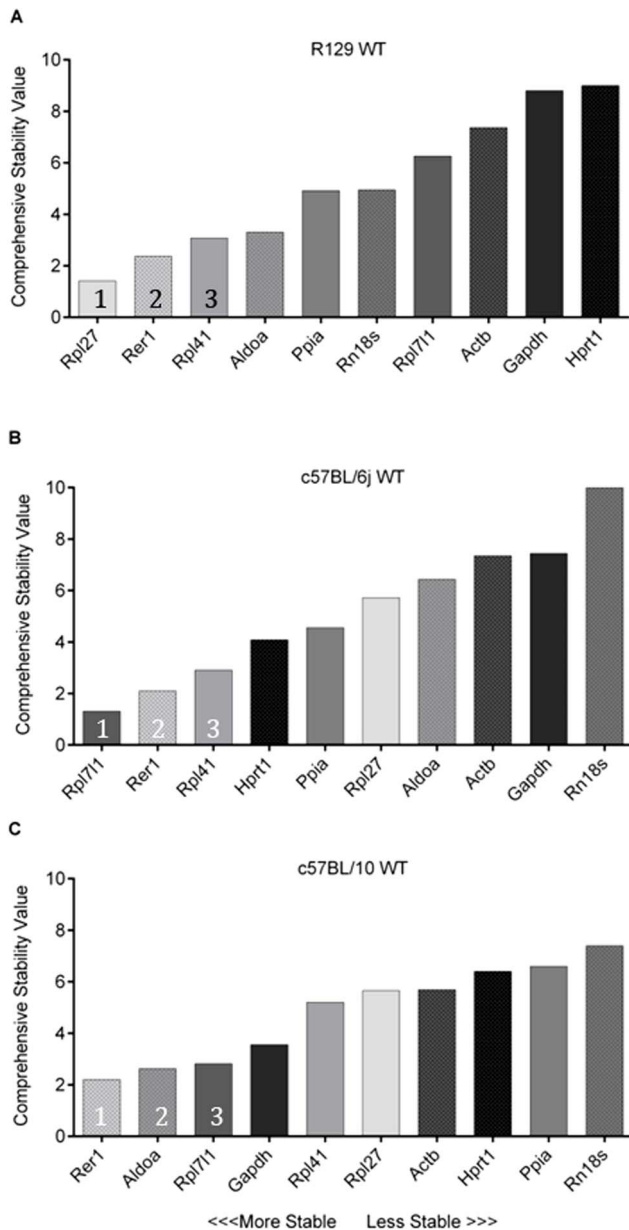 A
R129 WT
Comprehensive Stability Value
10
8
6
4
2
0
1 2 3
Rpl27 Rer1 Rpl41 Aldoa Ppia Rn18s Rpl7l1 Actb Gapdh Hprt1
B
c57BL/6j WT
Comprehensive Stability Value
10
8
6
4
2
0
1 2 3
Rpl7l1 Rer1 Rpl41 Hprt1 Ppia Rpl27 Aldoa Actb Gapdh Rn18s
C
c57BL/10 WT
Comprehensive Stability Value
10
8
6
4
2
0
1 2 3
Rer1 Aldoa Rpl7l1 Gapdh Rpl41 Rpl27 Actb Hprt1 Ppia Rn18s
<<<More Stable Less Stable >>>